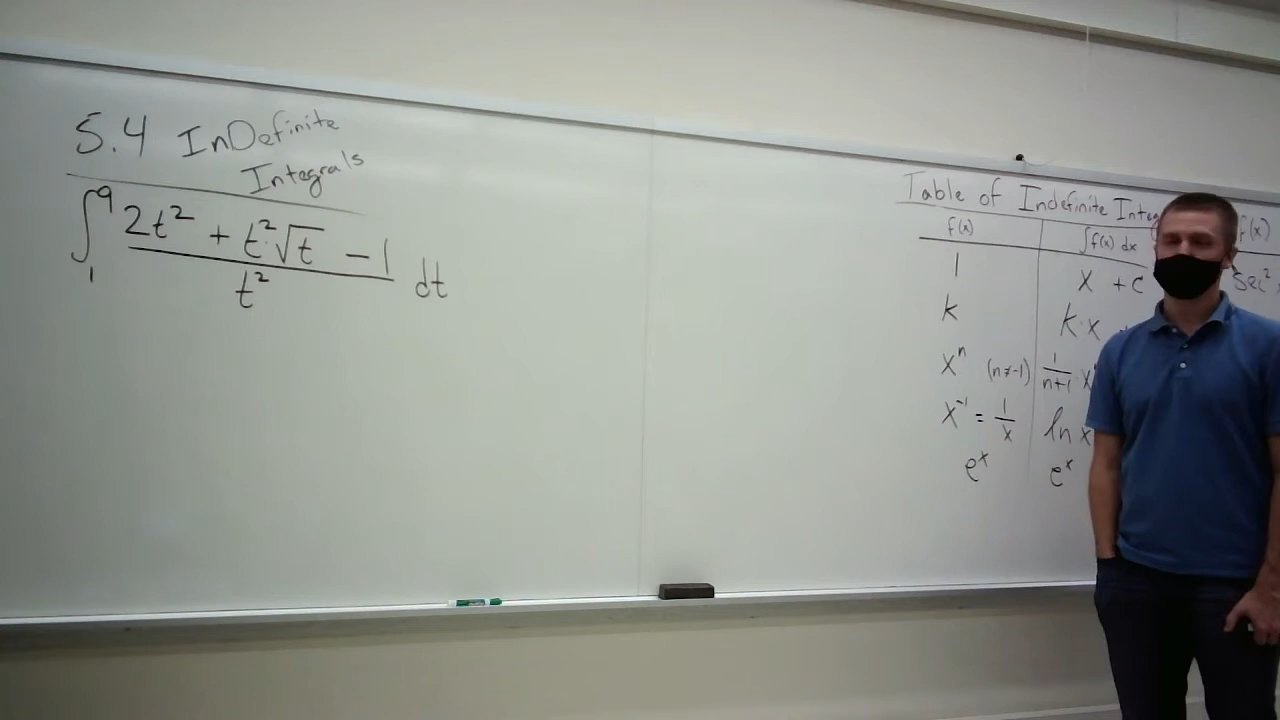 5.4 InDefinite
Integrals
∫₁⁹ (2t² + t²·√t − 1) / t² dt
Table of Indefinite
f(x) ∫f(x) dx f(x)
1 x + c sec²
k k·x
xⁿ (n≠-1) 1/(n+1) x
x⁻¹ = 1/x ln x
eˣ eˣ